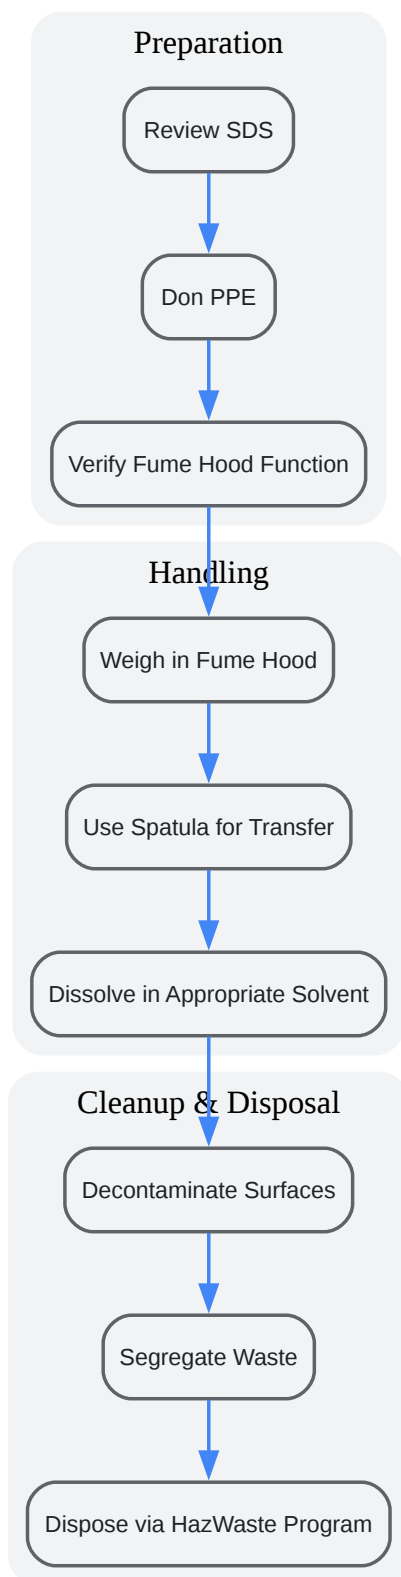 Preparation
Review SDS
Don PPE
Verify Fume Hood Function
Handling
Weigh in Fume Hood
Use Spatula for Transfer
Dissolve in Appropriate Solvent
Cleanup & Disposal
Decontaminate Surfaces
Segregate Waste
Dispose via HazWaste Program